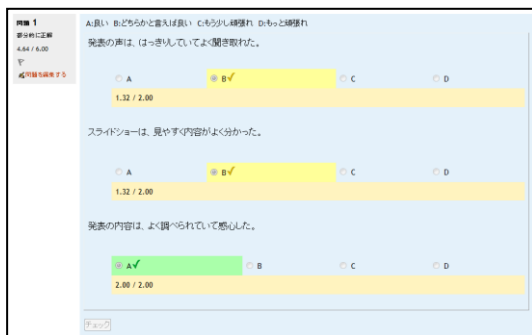 問題 1
部分的に正解
4.64 / 6.00
問題を編集する
A:良い B:どちらかと言えば良い C:もう少し頑張れ D:もっと頑張れ
発表の声は、はっきりしていてよく聞き取れた。
A B C D
1.32 / 2.00
スライドショーは、見やすく内容がよく分かった。
A B C D
1.32 / 2.00
発表の内容は、よく調べられていて感心した。
A B C D
2.00 / 2.00
チェック